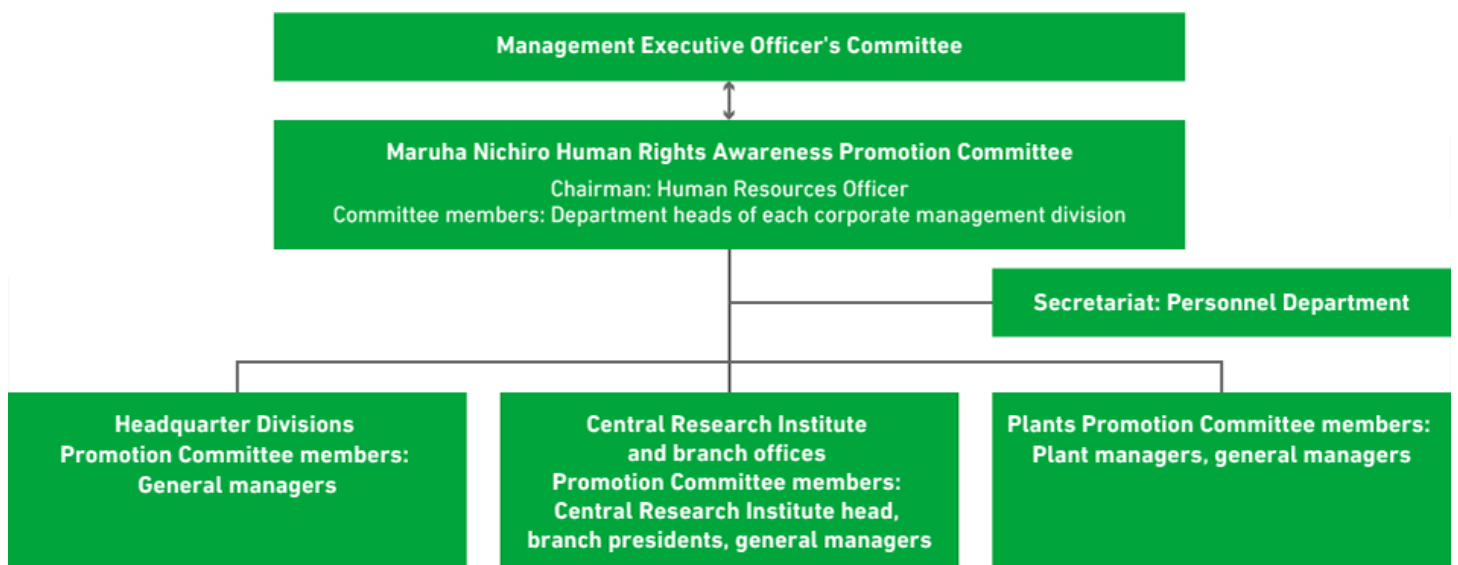 Management Executive Officer's Committee
Maruha Nichiro Human Rights Awareness Promotion Committee
Chairman: Human Resources Officer
Committee members: Department heads of each corporate management division
Secretariat: Personnel Department
Headquarter Divisions
Promotion Committee members:
General managers
Central Research Institute
and branch offices
Promotion Committee members:
Central Research Institute head,
branch presidents, general managers
Plants Promotion Committee members:
Plant managers, general managers